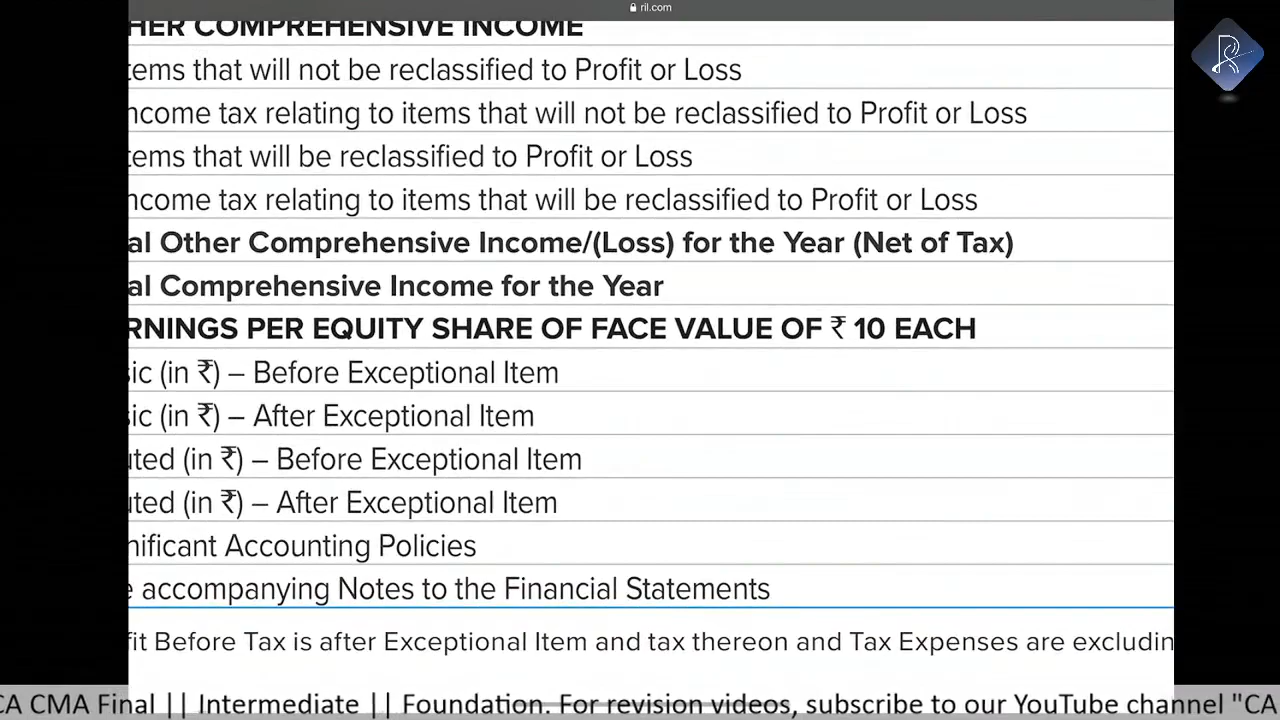 ril.com
HER COMPREHENSIVE INCOME
tems that will not be reclassified to Profit or Loss
ncome tax relating to items that will not be reclassified to Profit or Loss
tems that will be reclassified to Profit or Loss
ncome tax relating to items that will be reclassified to Profit or Loss
al Other Comprehensive Income/(Loss) for the Year (Net of Tax)
al Comprehensive Income for the Year
RNINGS PER EQUITY SHARE OF FACE VALUE OF ₹ 10 EACH
sic (in ₹) – Before Exceptional Item
sic (in ₹) – After Exceptional Item
uted (in ₹) – Before Exceptional Item
uted (in ₹) – After Exceptional Item
nificant Accounting Policies
e accompanying Notes to the Financial Statements
fit Before Tax is after Exceptional Item and tax thereon and Tax Expenses are excludin
CA CMA Final || Intermediate || Foundation. For revision videos, subscribe to our YouTube channel "CA